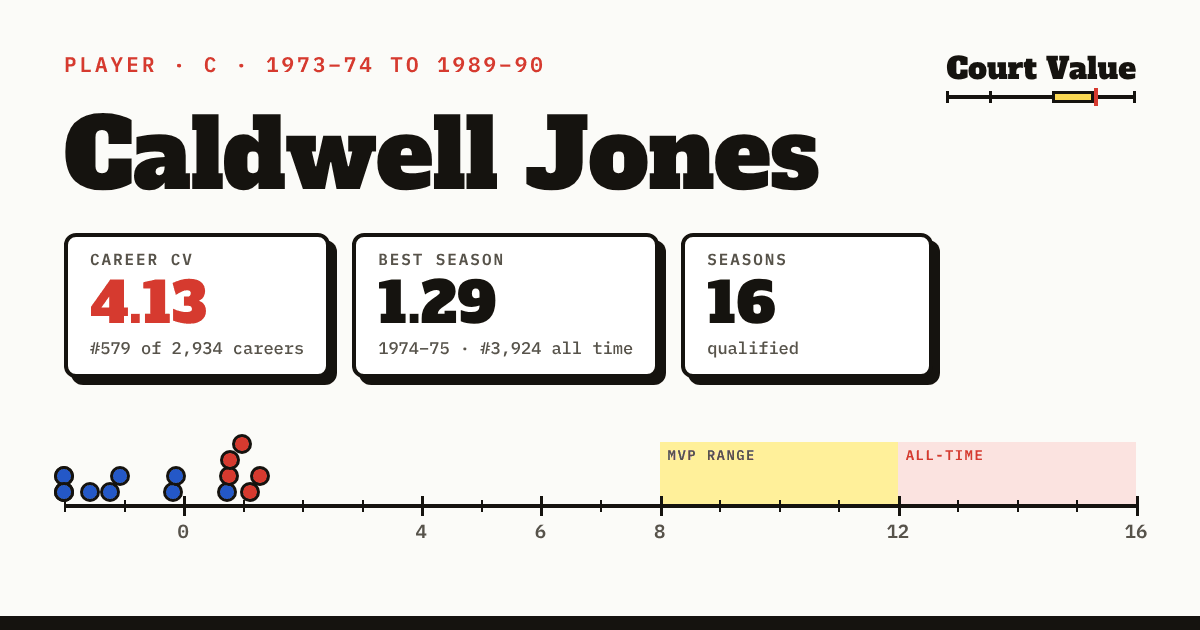 PLAYER · C · 1973–74 TO 1989–90
Court Value
Caldwell Jones
CAREER CV
4.13
#579 of 2,934 careers
BEST SEASON
1.29
1974–75 · #3,924 all time
SEASONS
16
qualified
MVP RANGE
ALL-TIME
0 4 6 8 12 16